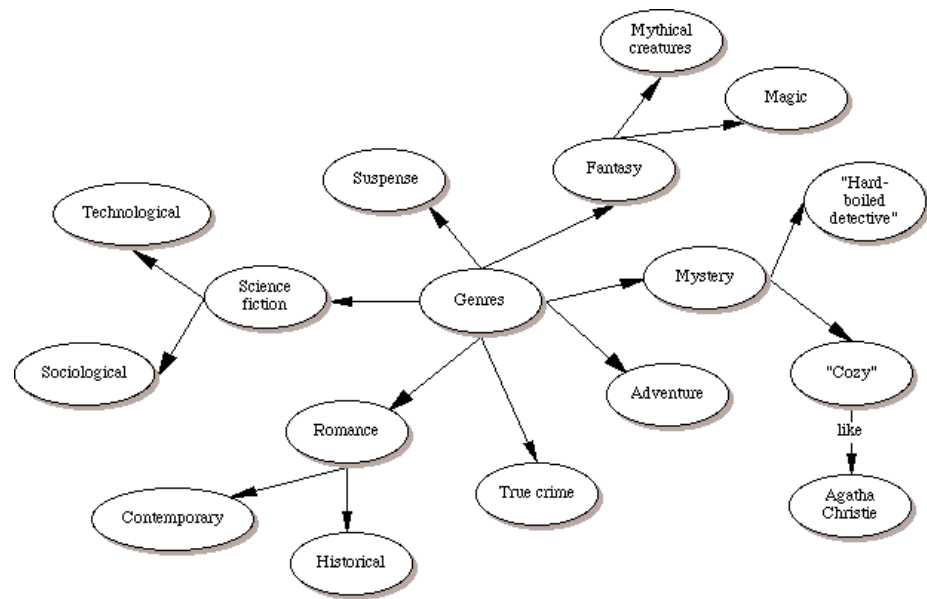 Mythical
creatures
Magic
Suspense
Fantasy
"Hard-
boiled
detective"
Technological
Science
fiction
Genres
Mystery
Sociological
"Cozy"
Adventure
like
Romance
True crime
Agatha
Christie
Contemporary
Historical